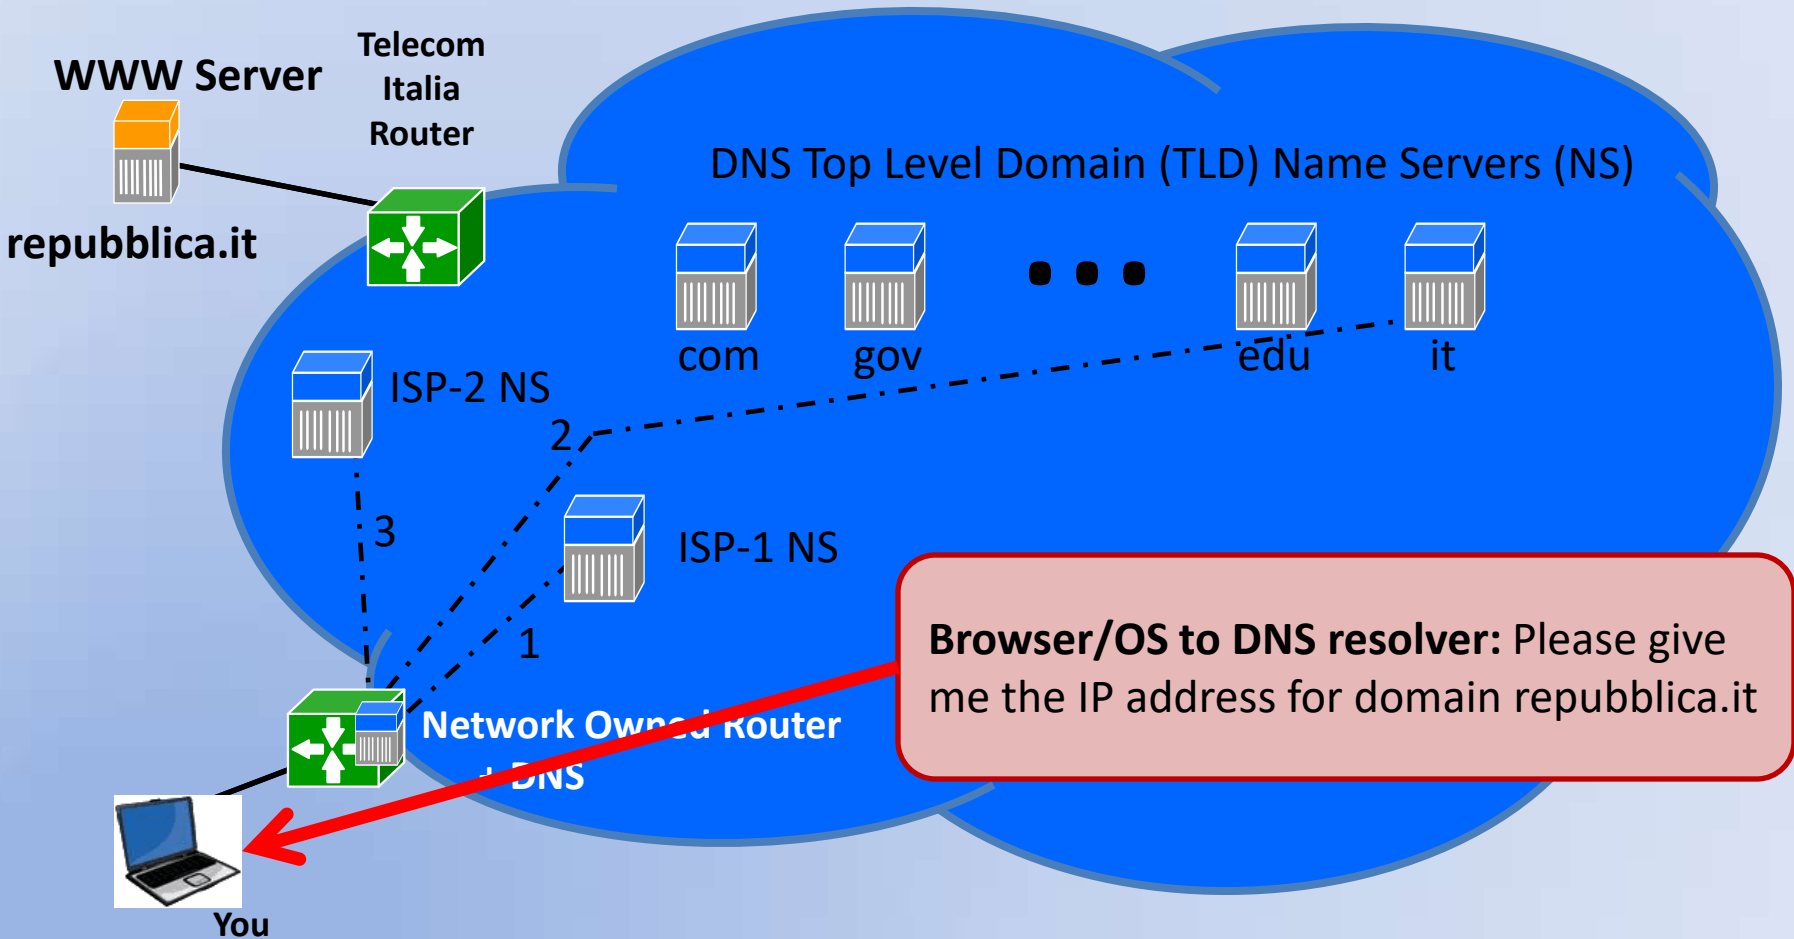 Telecom
Italia
Router
WWW Server
repubblica.it
DNS Top Level Domain (TLD) Name Servers (NS)
com
gov
edu
it
ISP-2 NS
2
3
ISP-1 NS
1
Browser/OS to DNS resolver: Please give
me the IP address for domain repubblica.it
Network Owned Router
+ DNS
You